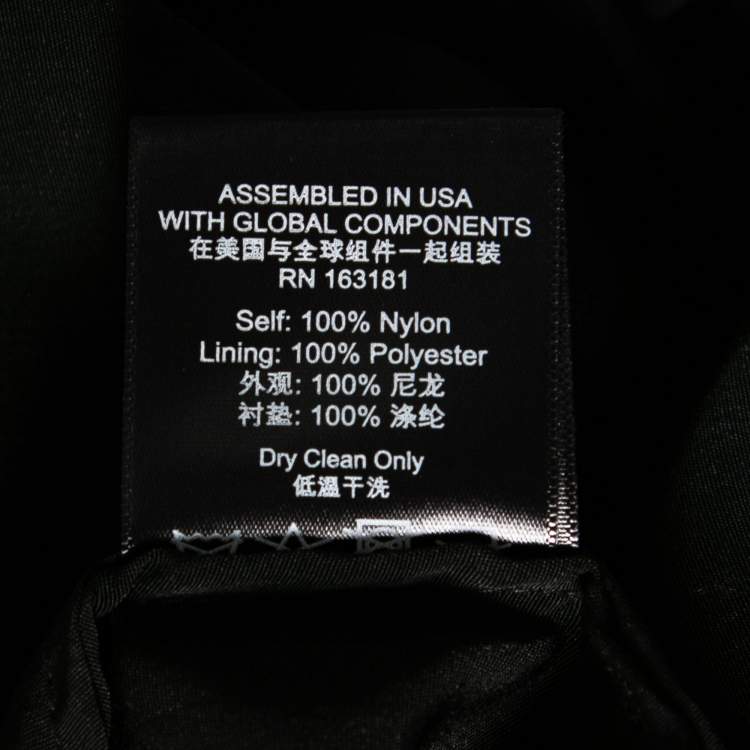 ASSEMBLED IN USA
WITH GLOBAL COMPONENTS
在美国与全球组件一起组装
RN 163181
Self: 100% Nylon
Lining: 100% Polyester
外观: 100% 尼龙
衬垫: 100% 涤纶
Dry Clean Only
低温干洗